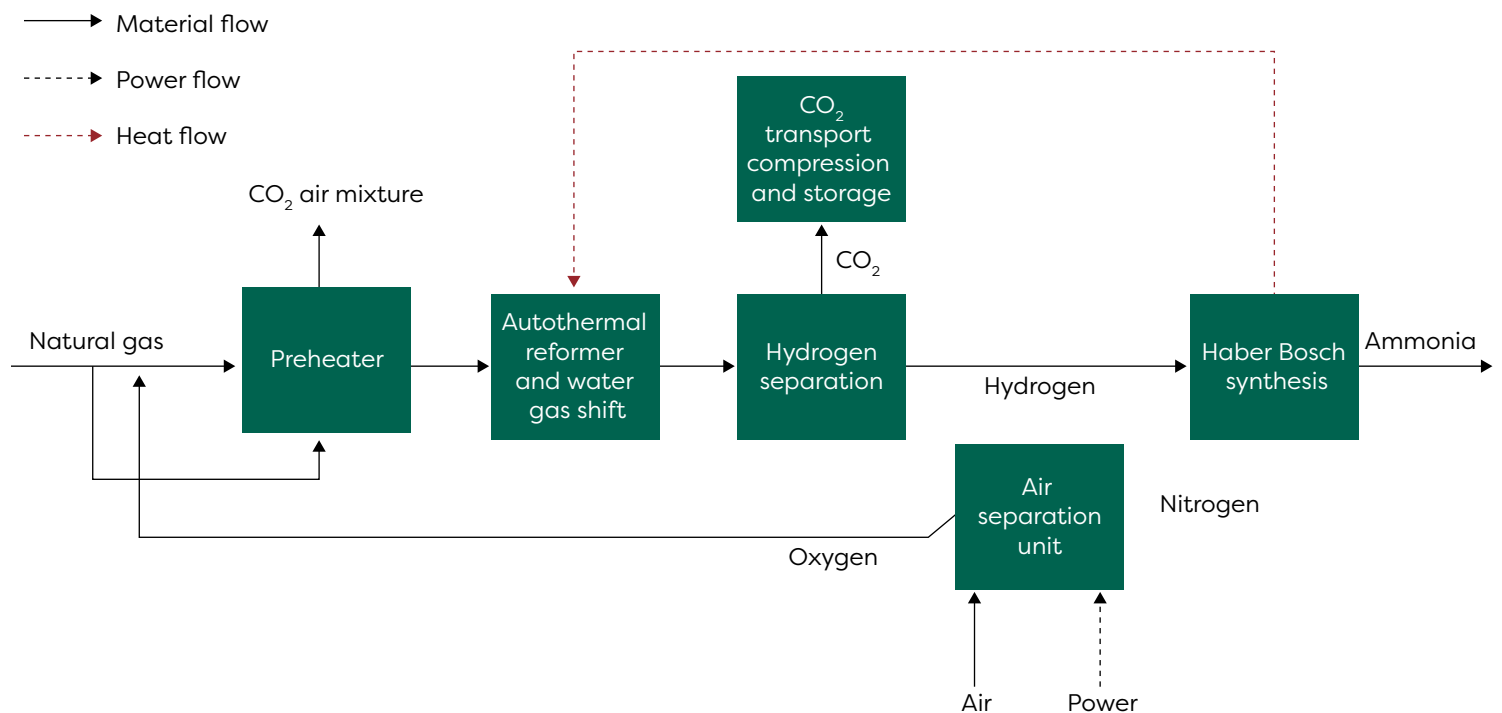 Material flow
Power flow
Heat flow
CO₂
transport
compression
and storage
CO₂ air mixture
CO₂
Natural gas
Preheater
Autothermal
reformer
and water
gas shift
Hydrogen
separation
Hydrogen
Haber Bosch
synthesis
Ammonia
Air
separation
unit
Nitrogen
Oxygen
Air
Power